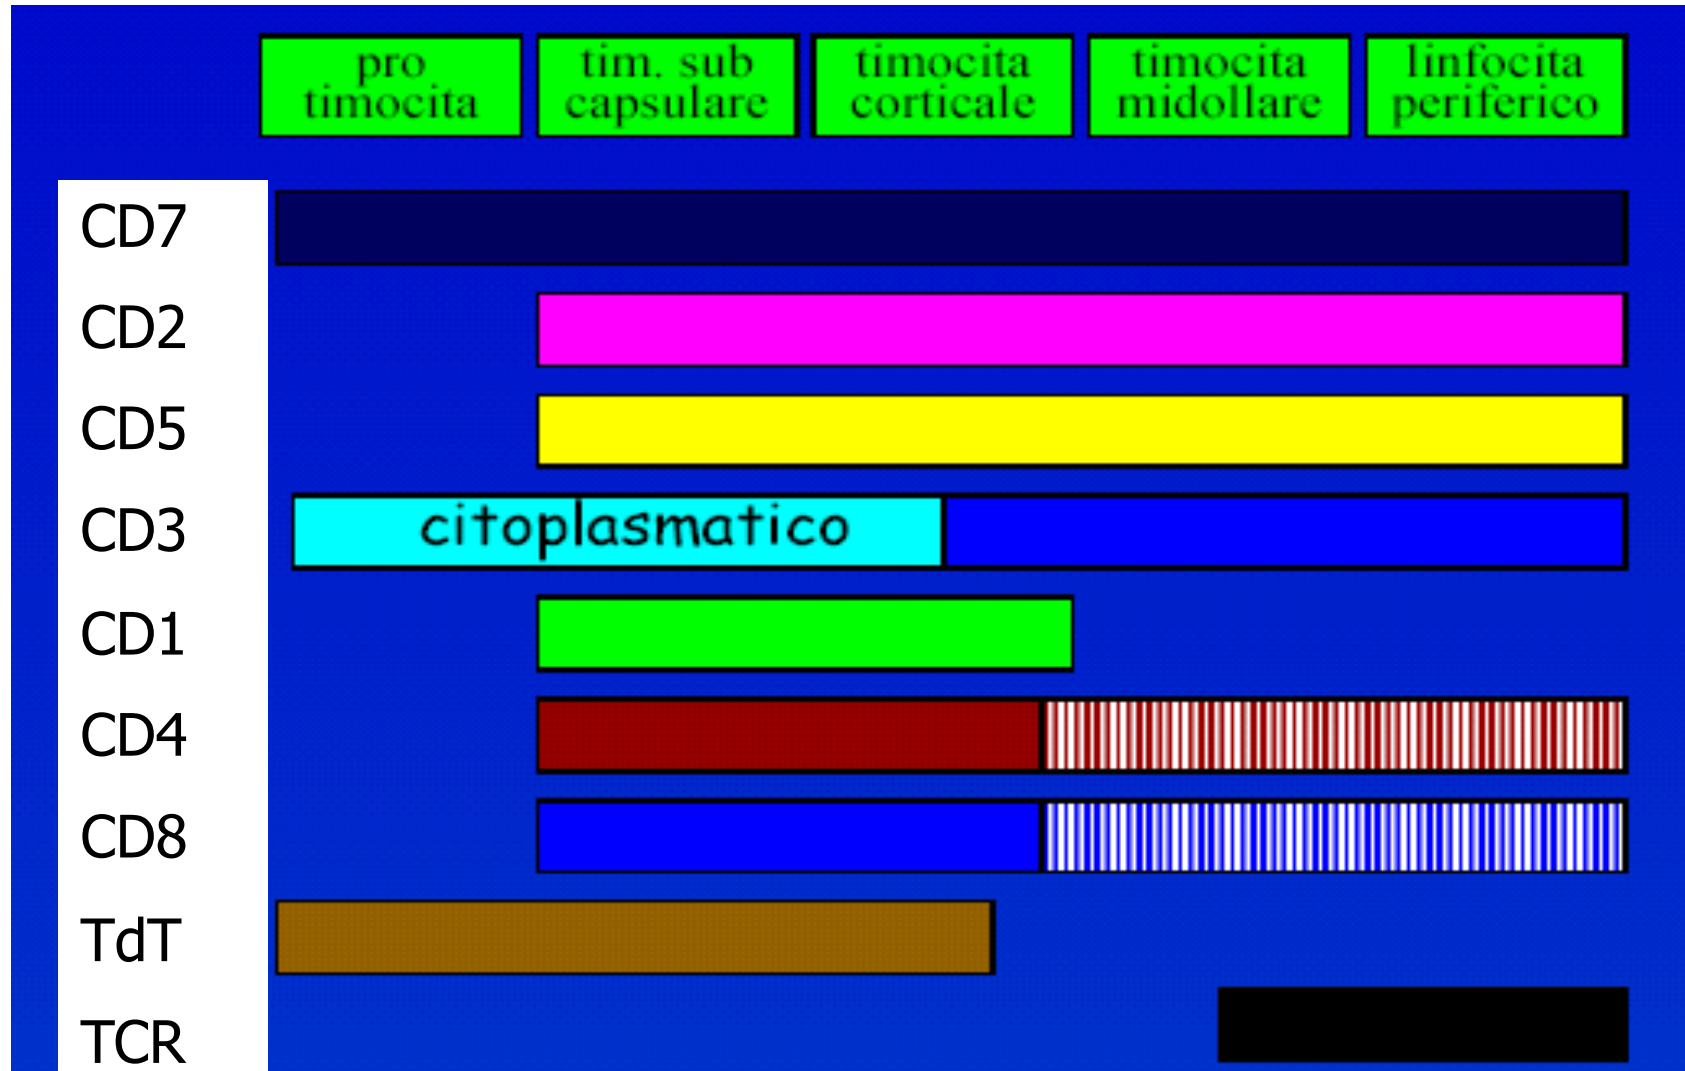 pro
timocita
tim. sub
capsulare
timocita
corticale
timocita
midollare
linfocita
periferico
CD7
CD2
CD5
CD3
citoplasmatico
CD1
CD4
CD8
TdT
TCR